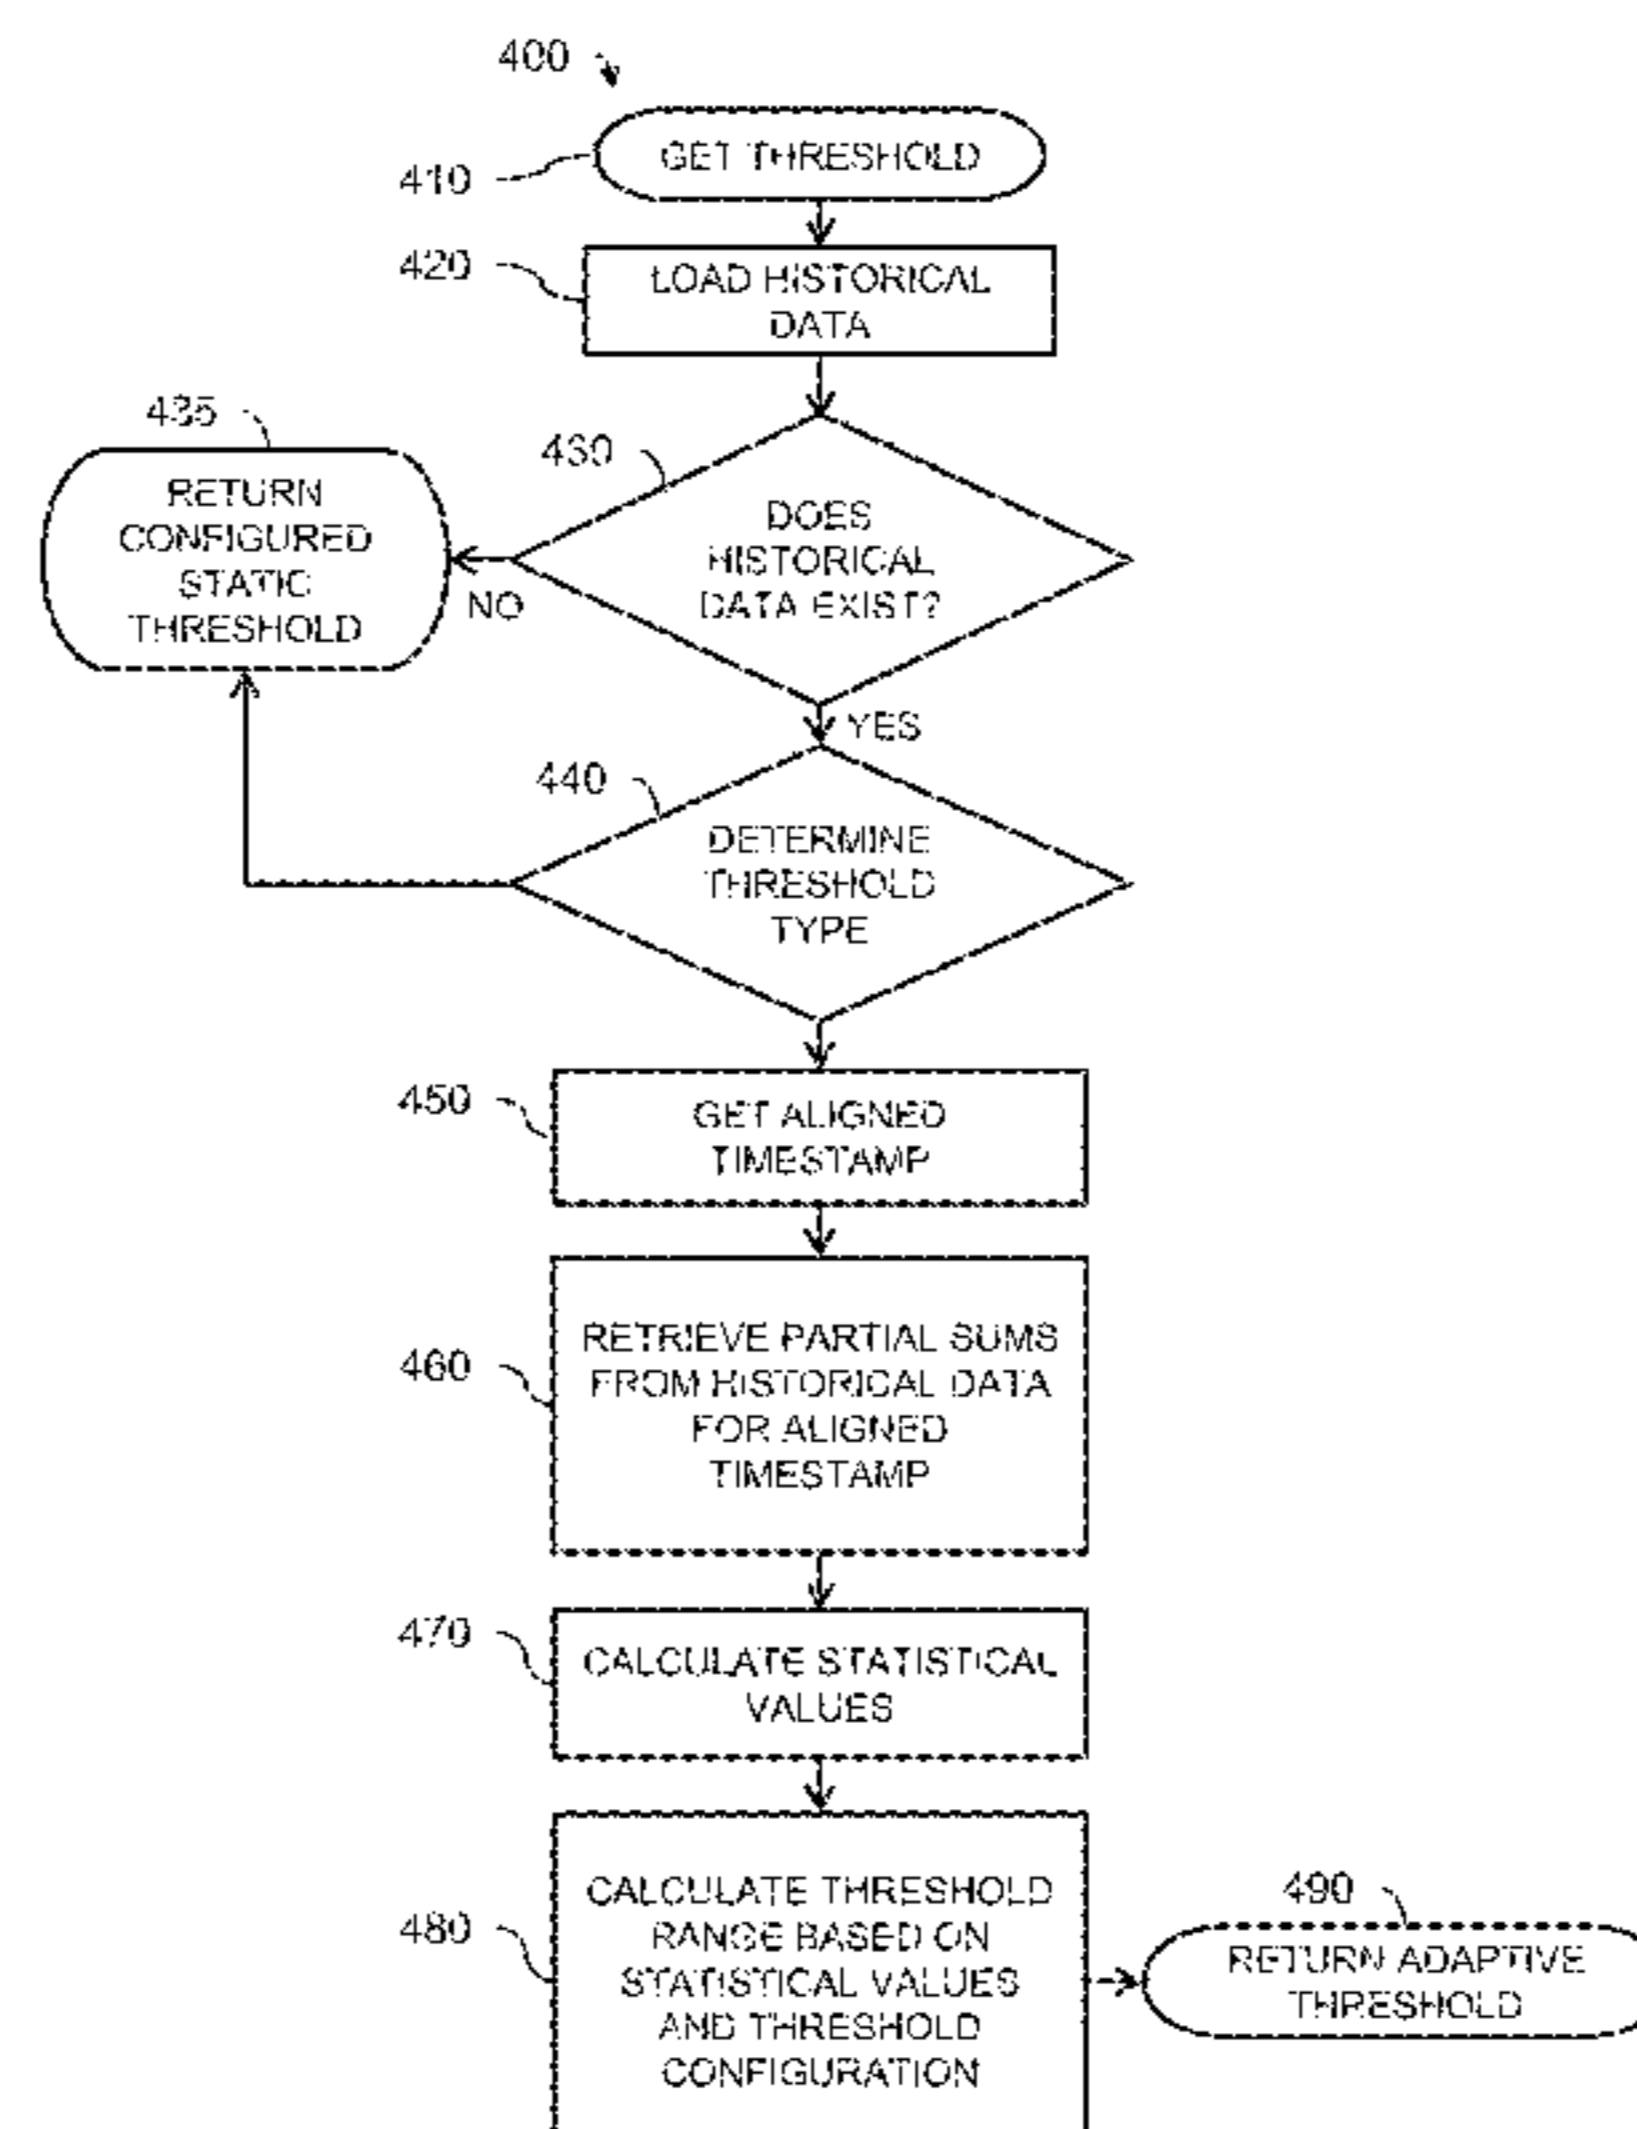 400
410
GET THRESHOLD
420
LOAD HISTORICAL
DATA
435
RETURN
CONFIGURED
STATIC
THRESHOLD
430
DOES
HISTORICAL
DATA EXIST?
NO
YES
440
DETERMINE
THRESHOLD
TYPE
450
GET ALIGNED
TIMESTAMP
460
RETRIEVE PARTIAL SUMS
FROM HISTORICAL DATA
FOR ALIGNED
TIMESTAMP
470
CALCULATE STATISTICAL
VALUES
480
CALCULATE THRESHOLD
RANGE BASED ON
STATISTICAL VALUES
AND THRESHOLD
CONFIGURATION
490
RETURN ADAPTIVE
THRESHOLD